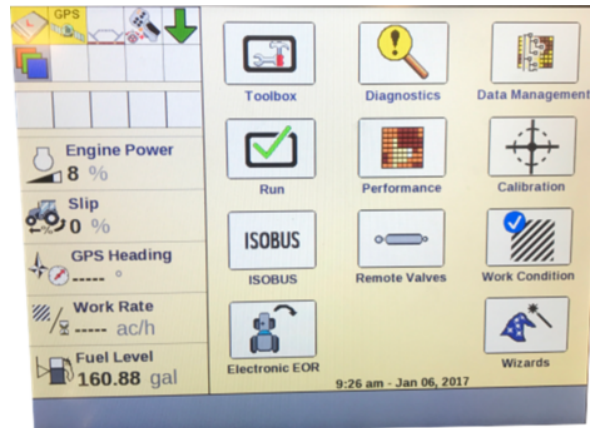 GPS
Engine Power
8 %
Slip
0 %
GPS Heading
----- °
Work Rate
----- ac/h
Fuel Level
160.88 gal
Toolbox
Diagnostics
Data Management
Run
Performance
Calibration
ISOBUS
ISOBUS
Remote Valves
Work Condition
Electronic EOR
Wizards
9:26 am - Jan 06, 2017